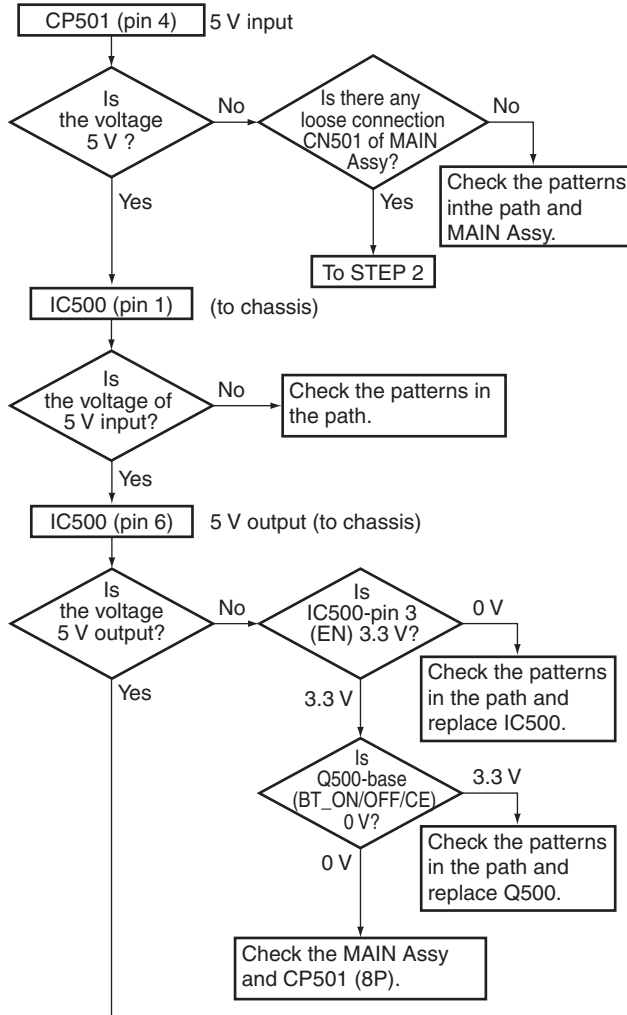 CP501 (pin 4)
5 V input
Is
the voltage
5 V ?
No
Is there any
loose connection
CN501 of MAIN
Assy?
No
Check the patterns
inthe path and
MAIN Assy.
Yes
Yes
To STEP 2
IC500 (pin 1)
(to chassis)
Is
the voltage of
5 V input?
No
Check the patterns in
the path.
Yes
IC500 (pin 6)
5 V output (to chassis)
Is
the voltage
5 V output?
No
Is
IC500-pin 3
(EN) 3.3 V?
0 V
Check the patterns
in the path and
replace IC500.
Yes
3.3 V
Is
Q500-base
(BT_ON/OFF/CE)
0 V?
3.3 V
Check the patterns
in the path and
replace Q500.
0 V
Check the MAIN Assy
and CP501 (8P).